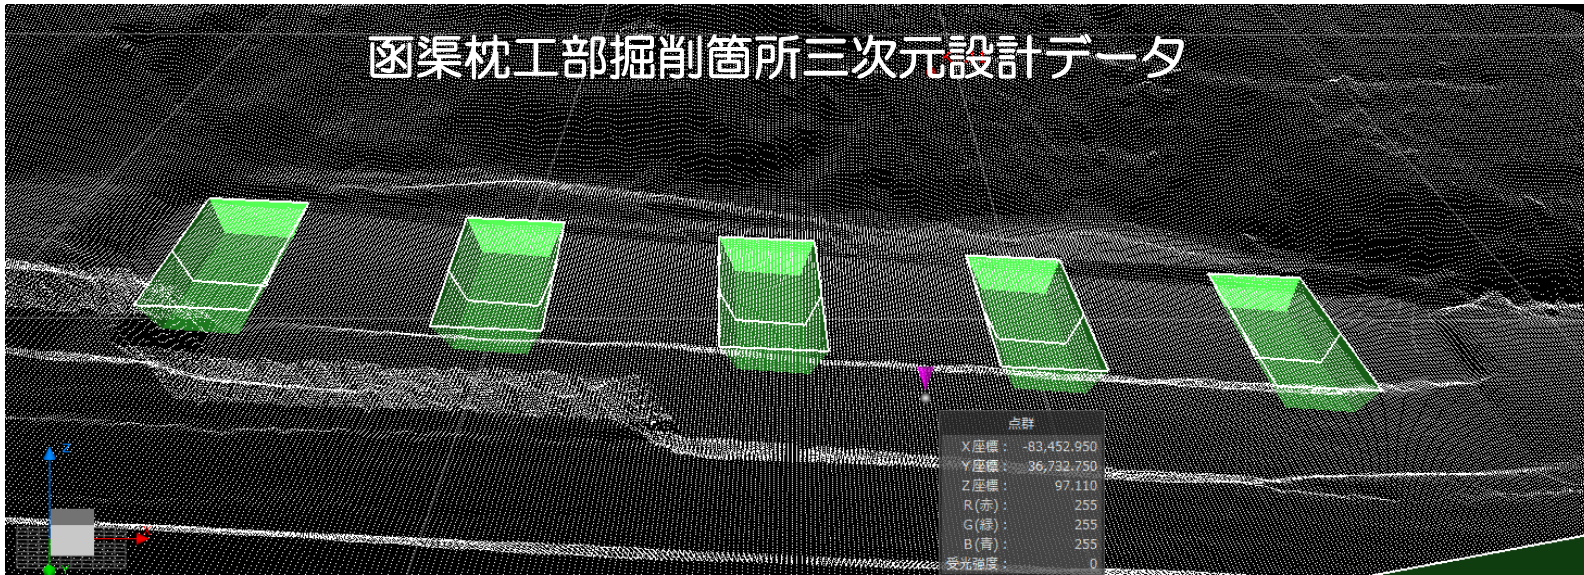 函渠枕工部掘削箇所三次元設計データ
点群
X座標： -83,452.950
Y座標： 36,732.750
Z座標： 97.110
R(赤)： 255
G(緑)： 255
B(青)： 255
受光強度： 0
Z
X
Y